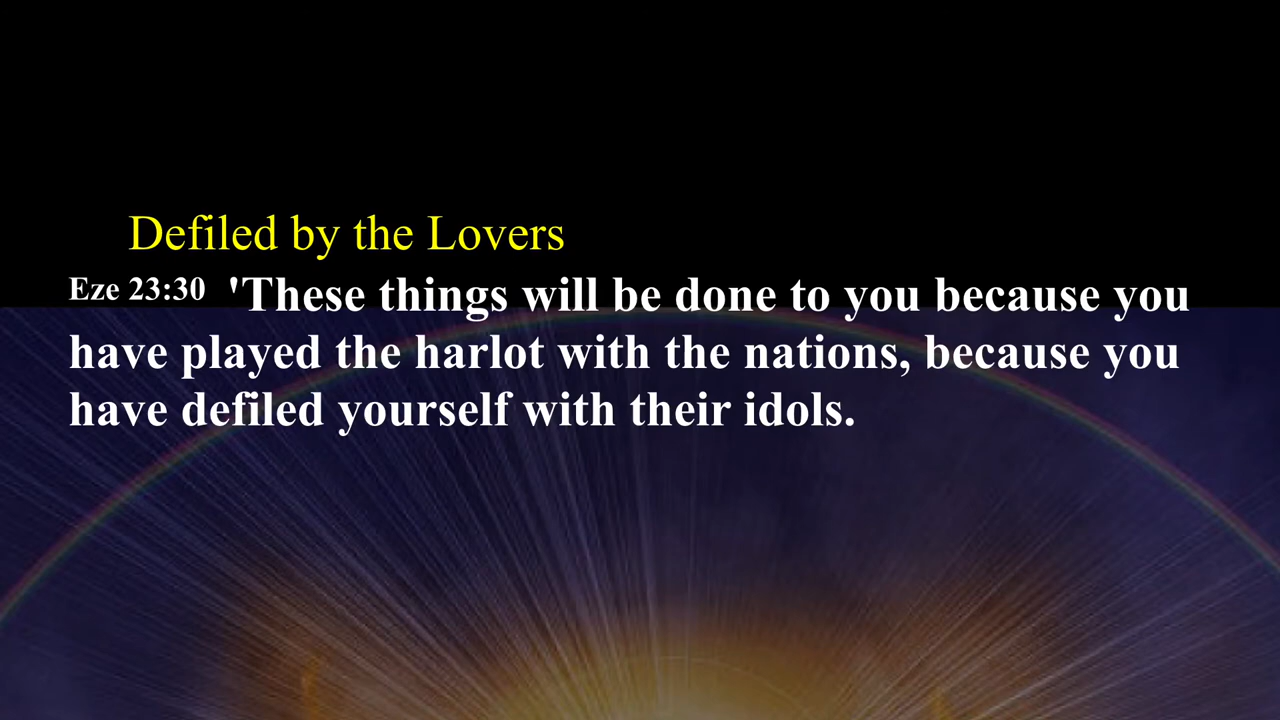 Defiled by the Lovers
Eze 23:30 'These things will be done to you because you
have played the harlot with the nations, because you
have defiled yourself with their idols.